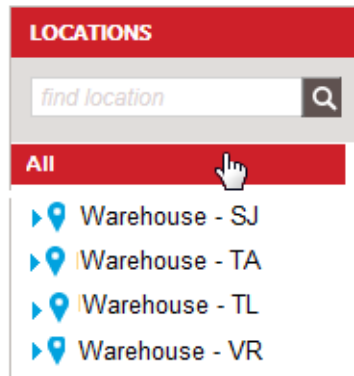 LOCATIONS
find location
All
Warehouse - SJ
Warehouse - TA
Warehouse - TL
Warehouse - VR